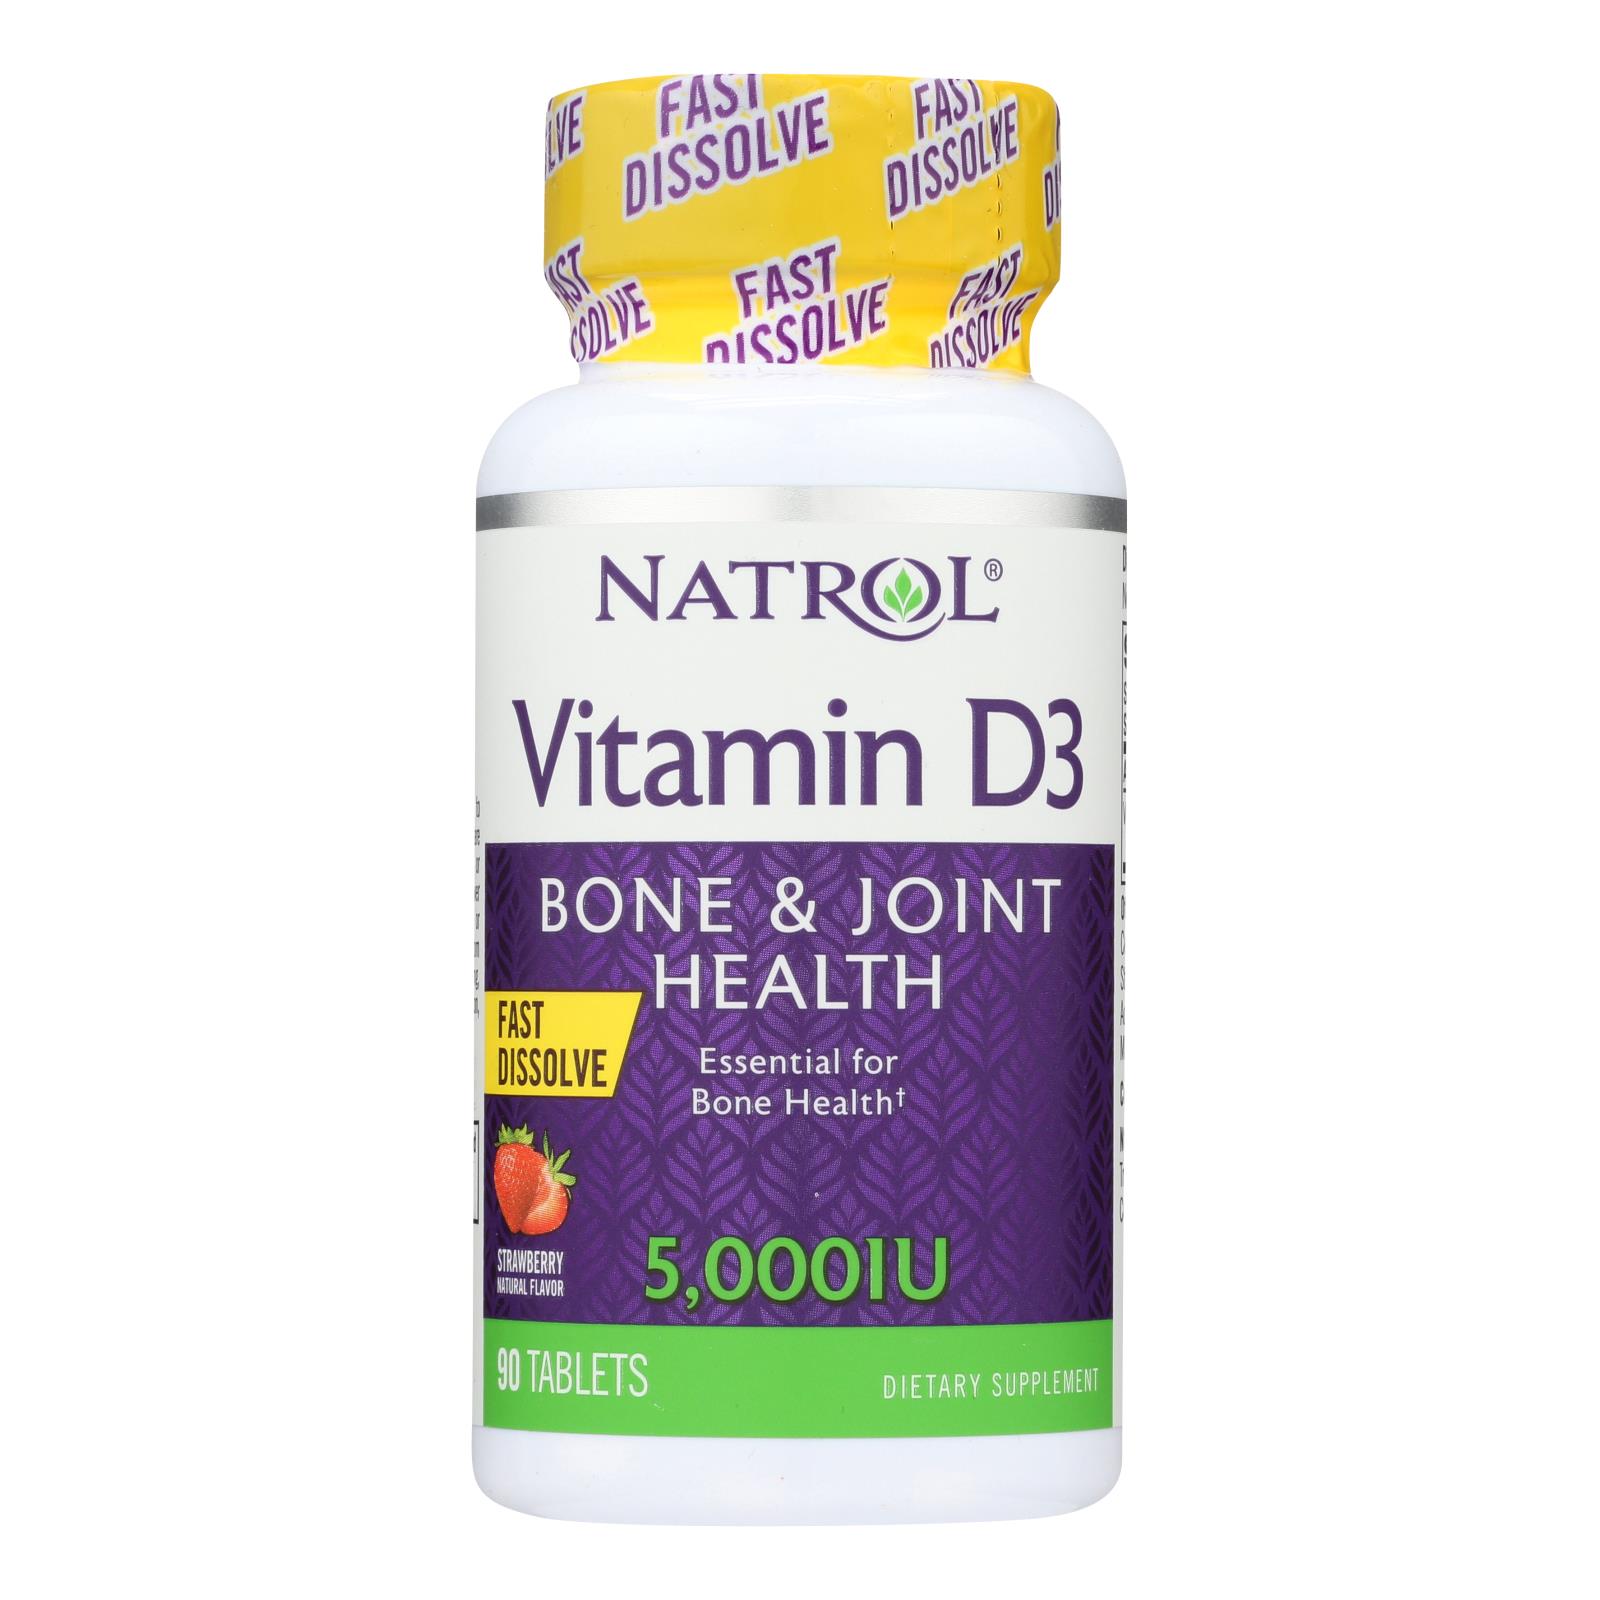 FAST
DISSOLVE
FAST
DISSOLVE
FAST
DISSOLVE
FAST
DISSOLVE
NATROL®
Vitamin D3
BONE & JOINT
HEALTH
FAST
DISSOLVE
Essential for
Bone Health†
STRAWBERRY
NATURAL FLAVOR
5,000IU
90 TABLETS
DIETARY SUPPLEMENT